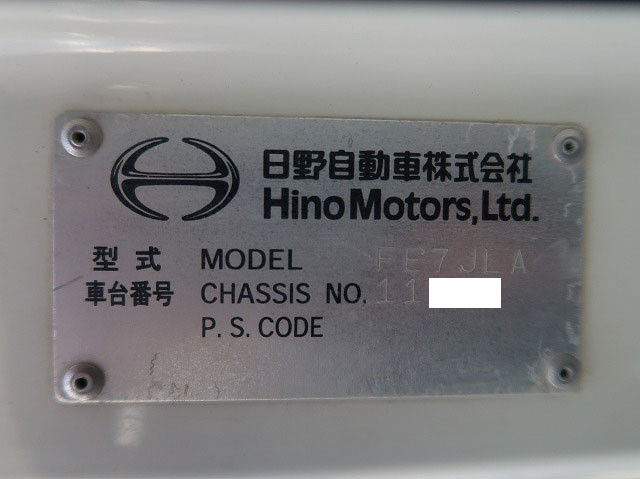 日野自動車株式会社
Hino Motors, Ltd.
型式 MODEL FE7JLA
車台番号 CHASSIS NO. 11
P.S.CODE